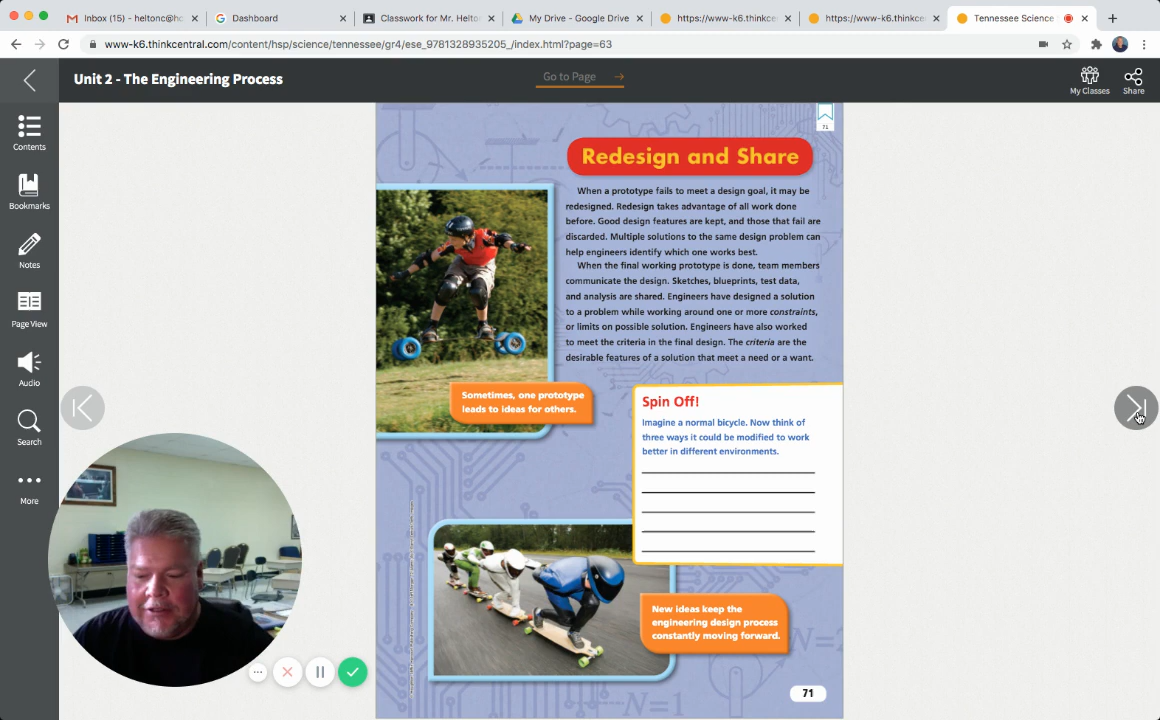 Inbox (15) - heltonc@hc
Dashboard
Classwork for Mr. Helton
My Drive - Google Drive
https://www-k6.thinkce
https://www-k6.thinkce
Tennessee Science
www-k6.thinkcentral.com/content/hsp/science/tennessee/gr4/ese_9781328935205_/index.html?page=63
Unit 2 - The Engineering Process
Go to Page →
My Classes
Share
Contents
Bookmarks
Notes
Page View
Audio
Search
More
71
Redesign and Share
When a prototype fails to meet a design goal, it may be
redesigned. Redesign takes advantage of all work done
before. Good design features are kept, and those that fail are
discarded. Multiple solutions to the same design problem can
help engineers identify which one works best.
When the final working prototype is done, team members
communicate the design. Sketches, blueprints, test data,
and analysis are shared. Engineers have designed a solution
to a problem while working around one or more constraints,
or limits on possible solution. Engineers have also worked
to meet the criteria in the final design. The criteria are the
desirable features of a solution that meet a need or a want.
Sometimes, one prototype
leads to ideas for others.
Spin Off!
Imagine a normal bicycle. Now think of
three ways it could be modified to work
better in different environments.
New ideas keep the
engineering design process
constantly moving forward.
N=1
71